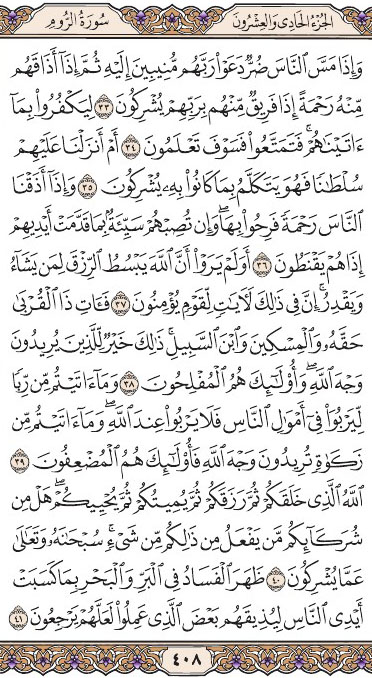 الجزء الحادي والعشرون سورة الروم
وَإِذَا مَسَّ ٱلنَّاسَ ضُرٌّ دَعَوۡاْ رَبَّهُم مُّنِيبِينَ إِلَيۡهِ ثُمَّ إِذَآ أَذَاقَهُم
مِّنۡهُ رَحۡمَةً إِذَا فَرِيقٞ مِّنۡهُم بِرَبِّهِمۡ يُشۡرِكُونَ ٣٣ لِيَكۡفُرُواْ بِمَآ
ءَاتَيۡنَٰهُمۡۚ فَتَمَتَّعُواْ فَسَوۡفَ تَعۡلَمُونَ ٣٤ أَمۡ أَنزَلۡنَا عَلَيۡهِمۡ
سُلۡطَٰنٗا فَهُوَ يَتَكَلَّمُ بِمَا كَانُواْ بِهِۦ يُشۡرِكُونَ ٣٥ وَإِذَآ أَذَقۡنَا
ٱلنَّاسَ رَحۡمَةٗ فَرِحُواْ بِهَاۖ وَإِن تُصِبۡهُمۡ سَيِّئَةُۢ بِمَا قَدَّمَتۡ أَيۡدِيهِمۡ
إِذَا هُمۡ يَقۡنَطُونَ ٣٦ أَوَلَمۡ يَرَوۡاْ أَنَّ ٱللَّهَ يَبۡسُطُ ٱلرِّزۡقَ لِمَن يَشَآءُ
وَيَقۡدِرُۚ إِنَّ فِي ذَٰلِكَ لَأٓيَٰتٖ لِّقَوۡمٖ يُؤۡمِنُونَ ٣٧ فَـَٔاتِ ذَا ٱلۡقُرۡبَىٰ
حَقَّهُۥ وَٱلۡمِسۡكِينَ وَٱبۡنَ ٱلسَّبِيلِۚ ذَٰلِكَ خَيۡرٞ لِّلَّذِينَ يُرِيدُونَ
وَجۡهَ ٱللَّهِۖ وَأُوْلَٰٓئِكَ هُمُ ٱلۡمُفۡلِحُونَ ٣٨ وَمَآ ءَاتَيۡتُم مِّن رِّبٗا
لِّيَرۡبُوَاْ فِيٓ أَمۡوَٰلِ ٱلنَّاسِ فَلَا يَرۡبُواْ عِندَ ٱللَّهِۖ وَمَآ ءَاتَيۡتُم مِّن
زَكَوٰةٖ تُرِيدُونَ وَجۡهَ ٱللَّهِ فَأُوْلَٰٓئِكَ هُمُ ٱلۡمُضۡعِفُونَ ٣٩
ٱللَّهُ ٱلَّذِي خَلَقَكُمۡ ثُمَّ رَزَقَكُمۡ ثُمَّ يُمِيتُكُمۡ ثُمَّ يُحۡيِيكُمۡۖ هَلۡ مِن
شُرَكَآئِكُم مَّن يَفۡعَلُ مِن ذَٰلِكُم مِّن شَيۡءٖۚ سُبۡحَٰنَهُۥ وَتَعَٰلَىٰ
عَمَّا يُشۡرِكُونَ ٤٠ ظَهَرَ ٱلۡفَسَادُ فِي ٱلۡبَرِّ وَٱلۡبَحۡرِ بِمَا كَسَبَتۡ
أَيۡدِي ٱلنَّاسِ لِيُذِيقَهُم بَعۡضَ ٱلَّذِي عَمِلُواْ لَعَلَّهُمۡ يَرۡجِعُونَ ٤١
٤٠٨